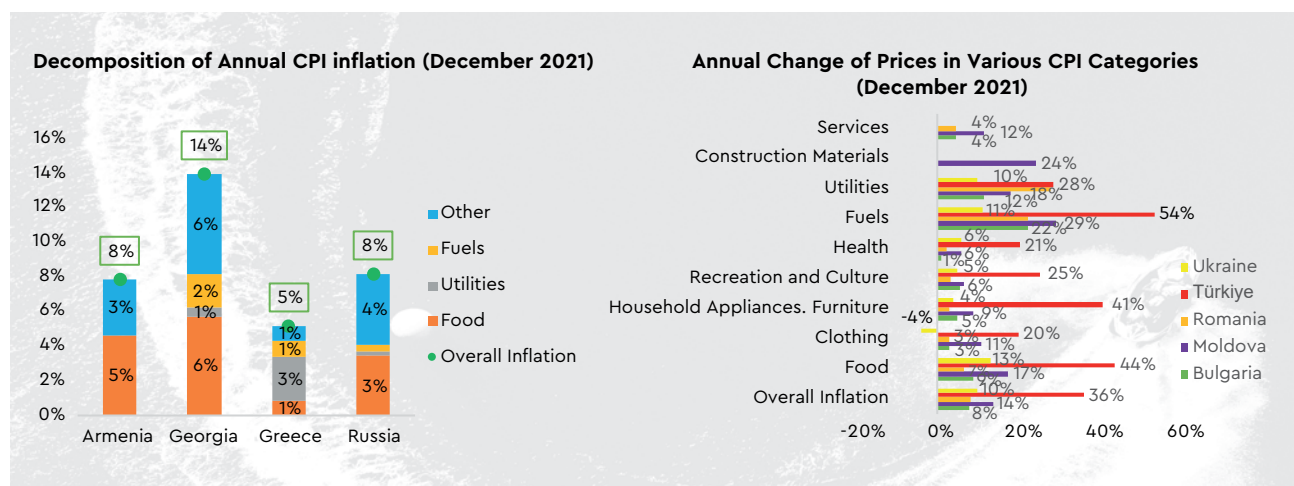 Decomposition of Annual CPI inflation (December 2021)
16%
14%
12%
10%
8%
6%
4%
2%
0%
8%
3%
5%
14%
6%
2%
1%
6%
5%
1%
1%
3%
1%
8%
4%
3%
Armenia Georgia Greece Russia
Other
Fuels
Utilities
Food
Overall Inflation
Annual Change of Prices in Various CPI Categories
(December 2021)
Services
4%
12%
4%
Construction Materials
24%
Utilities
10%
28%
18%
12%
Fuels
11%
54%
29%
22%
Health
6%
21%
6%
1%
Recreation and Culture
5%
25%
6%
Household Appliances. Furniture
4%
41%
9%
5%
Clothing
-4%
20%
3%
11%
3%
Food
13%
44%
17%
9%
Overall Inflation
10%
36%
14%
8%
-20% 0% 20% 40% 60%
Ukraine
Türkiye
Romania
Moldova
Bulgaria